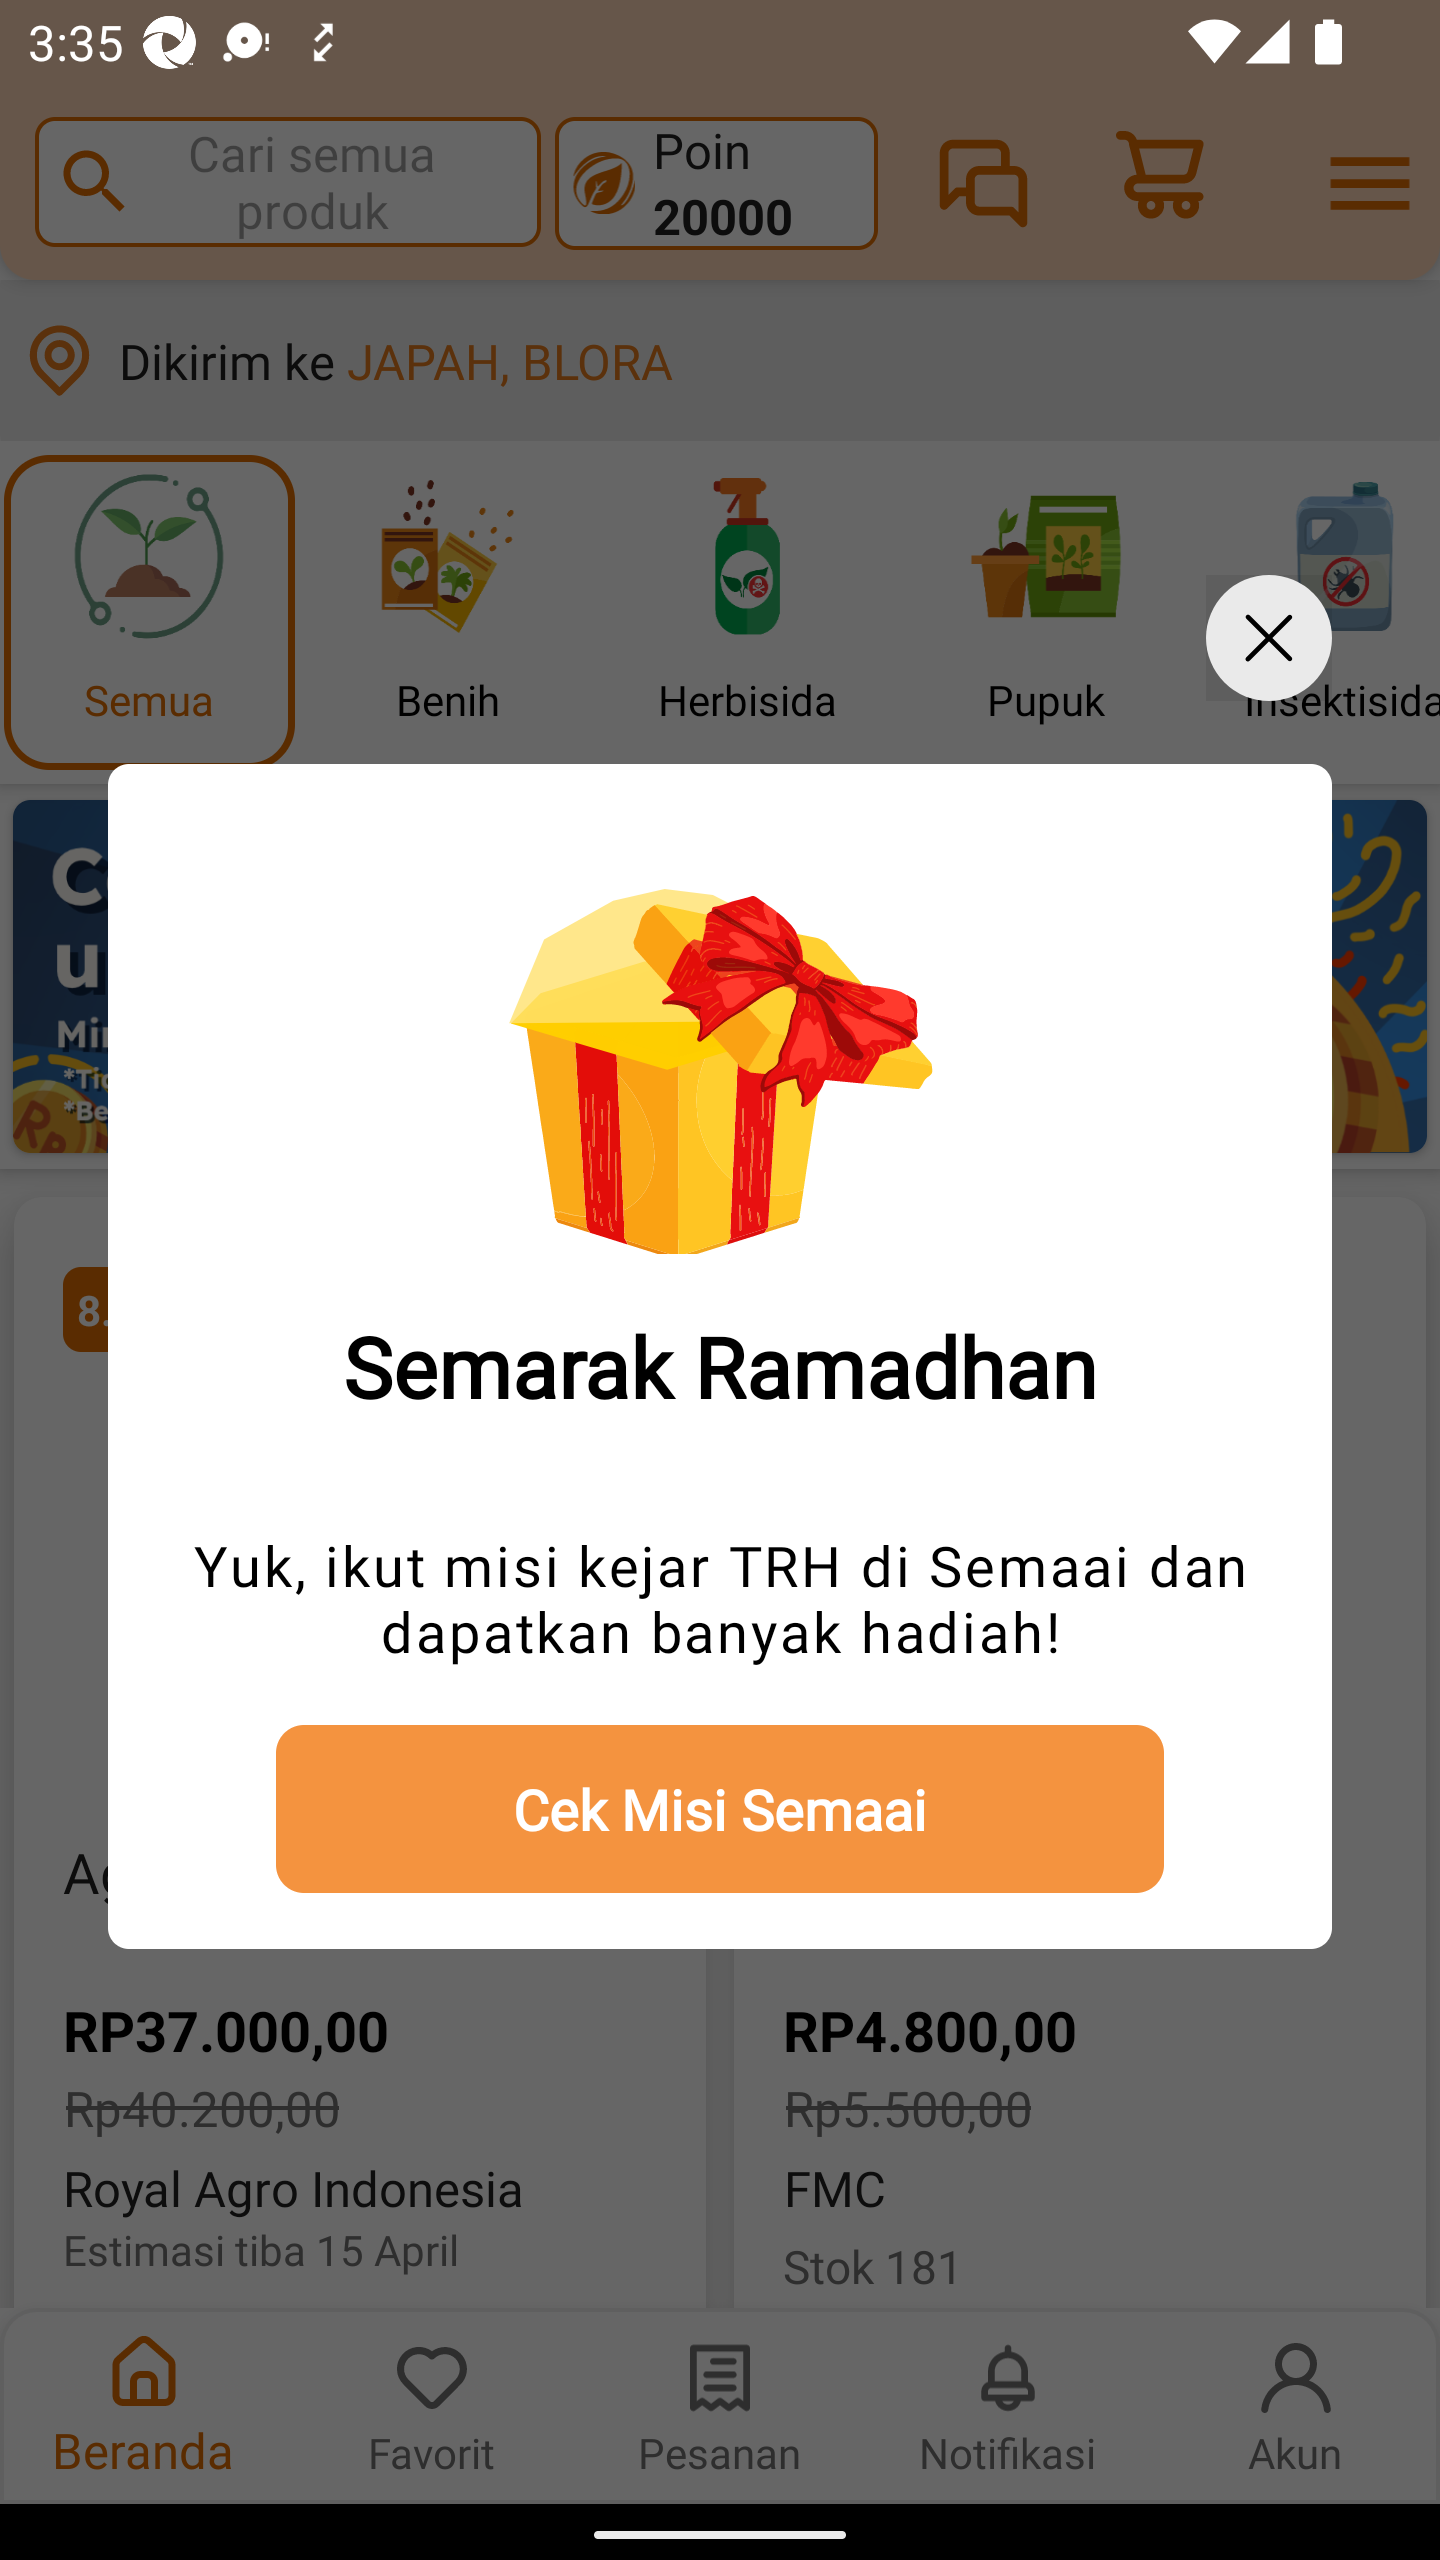 3:35
Cari semua
produk
Poin
20000
Dikirim ke JAPAH, BLORA
Semua
Benih
Herbisida
Pupuk
Insektisida
Semarak Ramadhan
Yuk, ikut misi kejar TRH di Semaai dan
dapatkan banyak hadiah!
Cek Misi Semaai
RP37.000,00
RP4.800,00
Rp40.200,00
Rp5.500,00
Royal Agro Indonesia
FMC
Estimasi tiba 15 April
Stok 181
Beranda
Favorit
Pesanan
Notifikasi
Akun